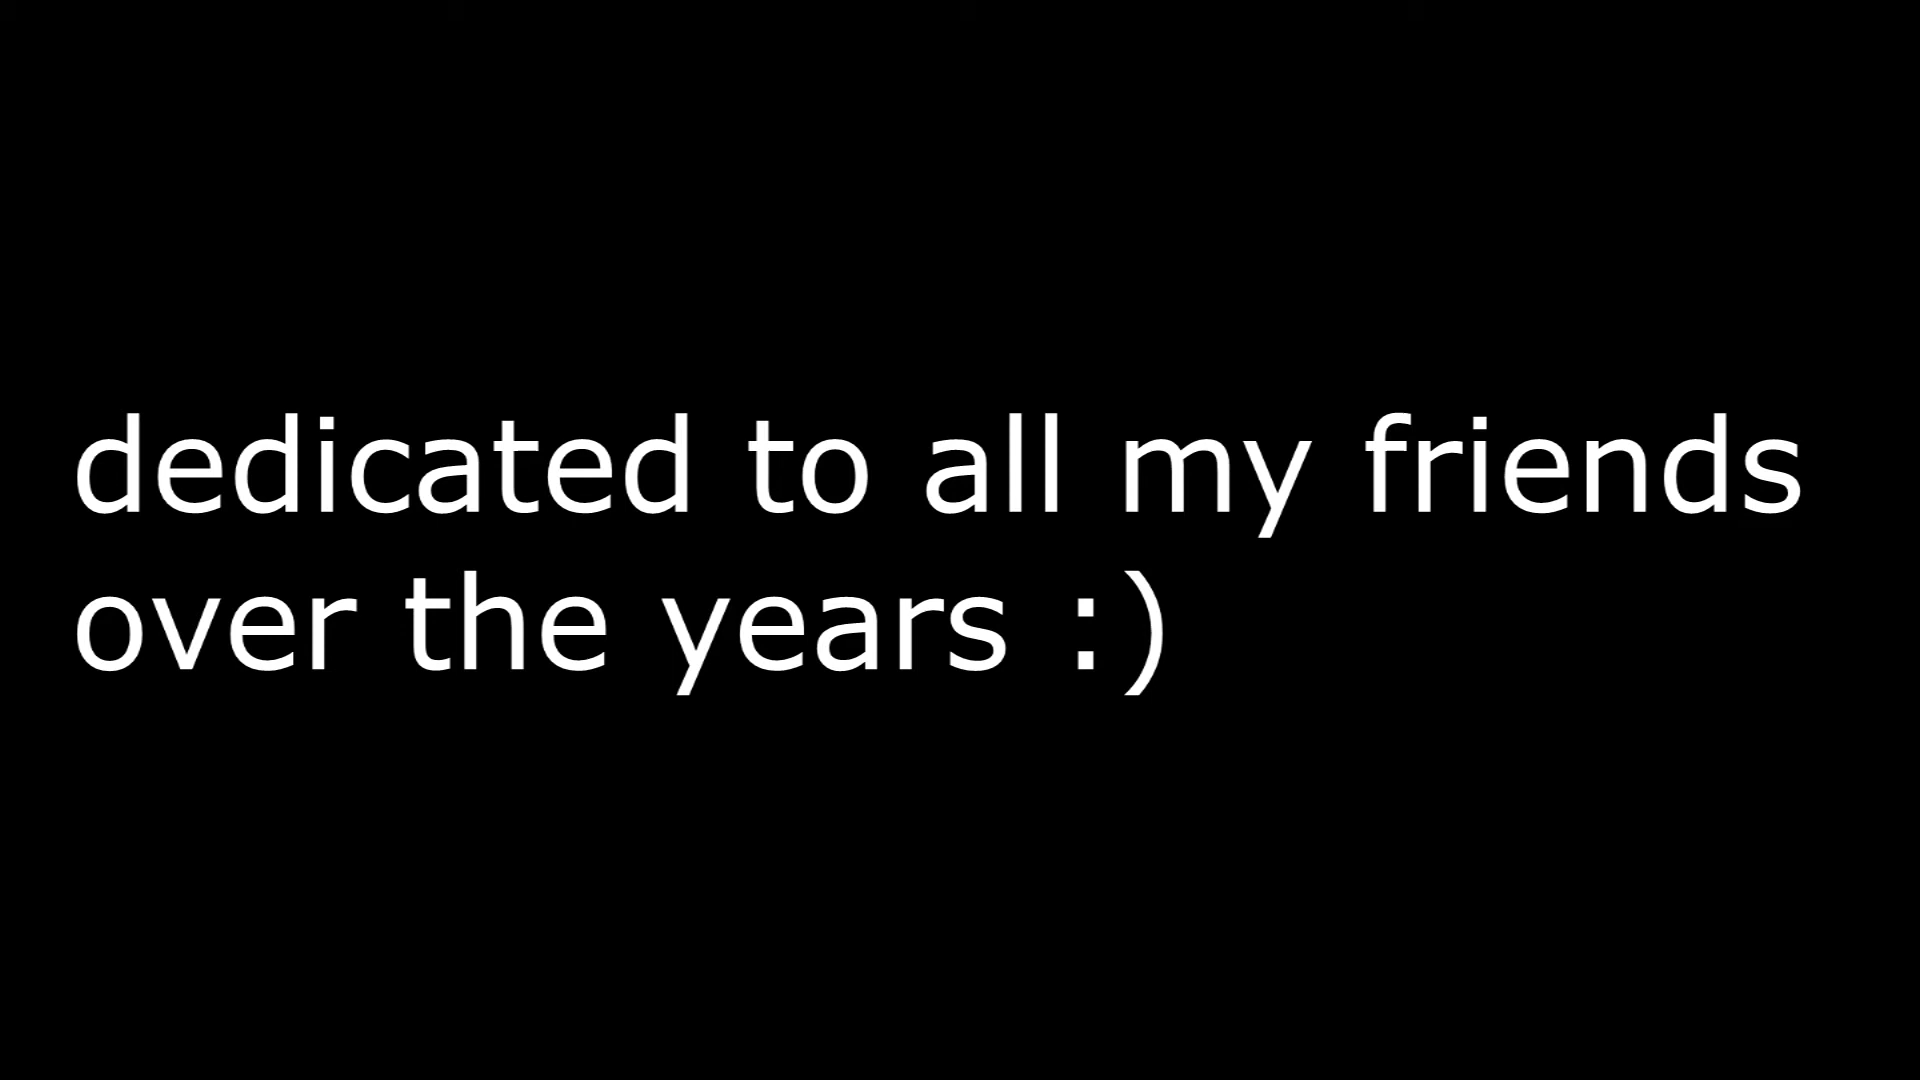 dedicated to all my friends
over the years :)